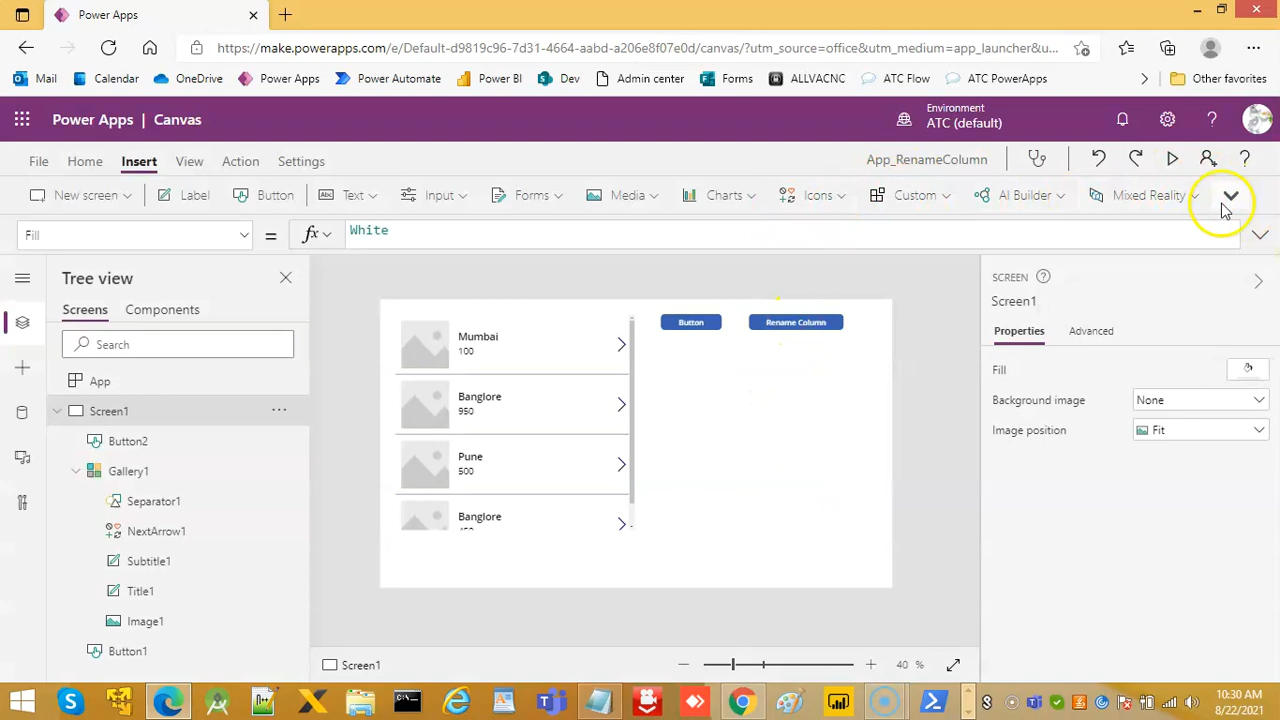 Power Apps
https://make.powerapps.com/e/Default-d9819c96-7d31-4464-aabd-a206e8f07e0d/canvas/?utm_source=office&utm_medium=app_launcher&u...
Mail
Calendar
OneDrive
Power Apps
Power Automate
Power BI
Dev
Admin center
Forms
ALLVACNC
ATC Flow
ATC PowerApps
Other favorites
Power Apps | Canvas
Environment
ATC (default)
File
Home
Insert
View
Action
Settings
App_RenameColumn
New screen
Label
Button
Text
Input
Forms
Media
Charts
Icons
Custom
AI Builder
Mixed Reality
Fill
=
fx
White
Tree view
Screens
Components
Search
App
Screen1
Button2
Gallery1
Separator1
NextArrow1
Subtitle1
Title1
Image1
Button1
Mumbai
100
Banglore
950
Pune
500
Banglore
Button
Rename Column
SCREEN
Screen1
Properties
Advanced
Fill
Background image
None
Image position
Fit
Screen1
40 %
10:30 AM
8/22/2021